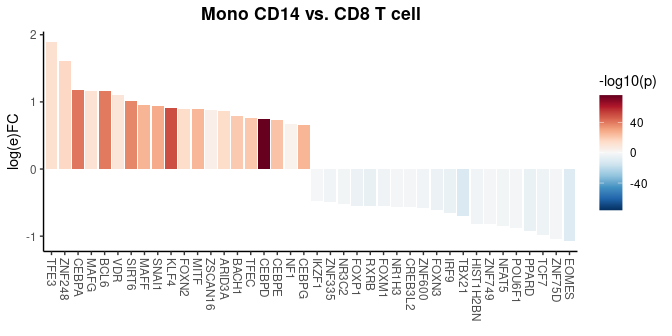 Mono CD14 vs. CD8 T cell
log(e)FC
2
1
0
-1
TFE3
ZNF248
CEBPA
MAFG
BCL6
VDR
SIRT6
MAFF
SNAI1
KLF4
FOXN2
MITF
ZSCAN16
ARID3A
BACH1
TFEC
CEBPD
CEBPE
NF1
CEBPG
IKZF1
ZNF335
NR3C2
FOXP1
RXRB
FOXM1
NR1H3
CREB3L2
ZNF600
FOXN3
IRF9
TBX21
HIST1H2BN
ZNF749
NFAT5
POU6F1
PPARD
TCF7
ZNF75D
EOMES
-log10(p)
40
0
-40